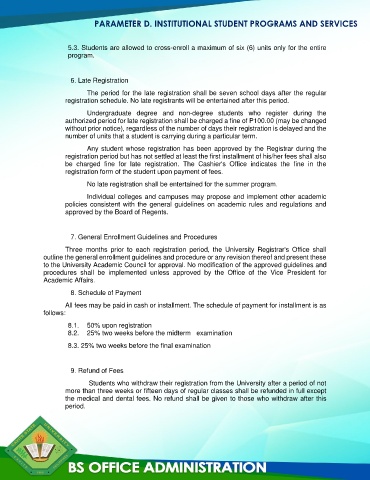 PARAMETER D. INSTITUTIONAL STUDENT PROGRAMS AND SERVICES
5.3. Students are allowed to cross-enroll a maximum of six (6) units only for the entire
program.
6. Late Registration
The period for the late registration shall be seven school days after the regular
registration schedule. No late registrants will be entertained after this period.
Undergraduate degree and non-degree students who register during the
authorized period for late registration shall be charged a fine of P100.00 (may be changed
without prior notice), regardless of the number of days their registration is delayed and the
number of units that a student is carrying during a particular term.
Any student whose registration has been approved by the Registrar during the
registration period but has not settled at least the first installment of his/her fees shall also
be charged fine for late registration. The Cashier's Office indicates the fine in the
registration form of the student upon payment of fees.
No late registration shall be entertained for the summer program.
Individual colleges and campuses may propose and implement other academic
policies consistent with the general guidelines on academic rules and regulations and
approved by the Board of Regents.
7. General Enrollment Guidelines and Procedures
Three months prior to each registration period, the University Registrar's Office shall
outline the general enrollment guidelines and procedure or any revision thereof and present these
to the University Academic Council for approval. No modification of the approved guidelines and
procedures shall be implemented unless approved by the Office of the Vice President for
Academic Affairs.
8. Schedule of Payment
All fees may be paid in cash or installment. The schedule of payment for installment is as
follows:
8.1. 50% upon registration
8.2. 25% two weeks before the midterm examination
8.3. 25% two weeks before the final examination
9. Refund of Fees
Students who withdraw their registration from the University after a period of not
more than three weeks or fifteen days of regular classes shall be refunded in full except
the medical and dental fees. No refund shall be given to those who withdraw after this
period.
BS OFFICE ADMINISTRATION